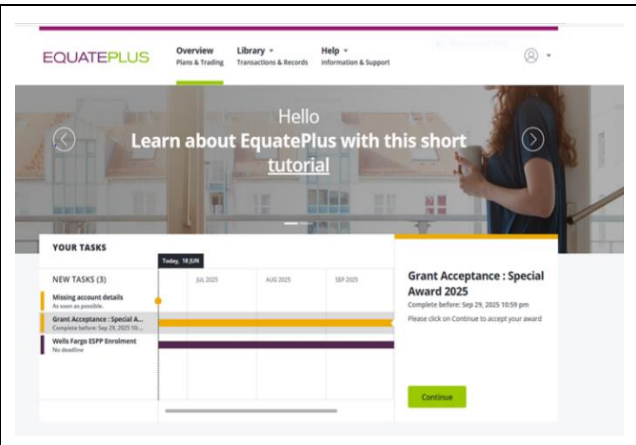 EQUATEPLUS
Overview
Plans & Trading
Library
Transactions & Records
Help
Information & Support
Hello
Learn about EquatePlus with this short
tutorial
YOUR TASKS
Today, 18 JUN
NEW TASKS (3)
JUL 2025
AUG 2025
SEP 2025
Missing account details
As soon as possible.
Grant Acceptance : Special A...
Complete before: Sep 29, 2025 10:...
Wells Fargo ESPP Enrolment
No deadline
Grant Acceptance : Special
Award 2025
Complete before: Sep 29, 2025 10:59 pm
Please click on Continue to accept your award
Continue